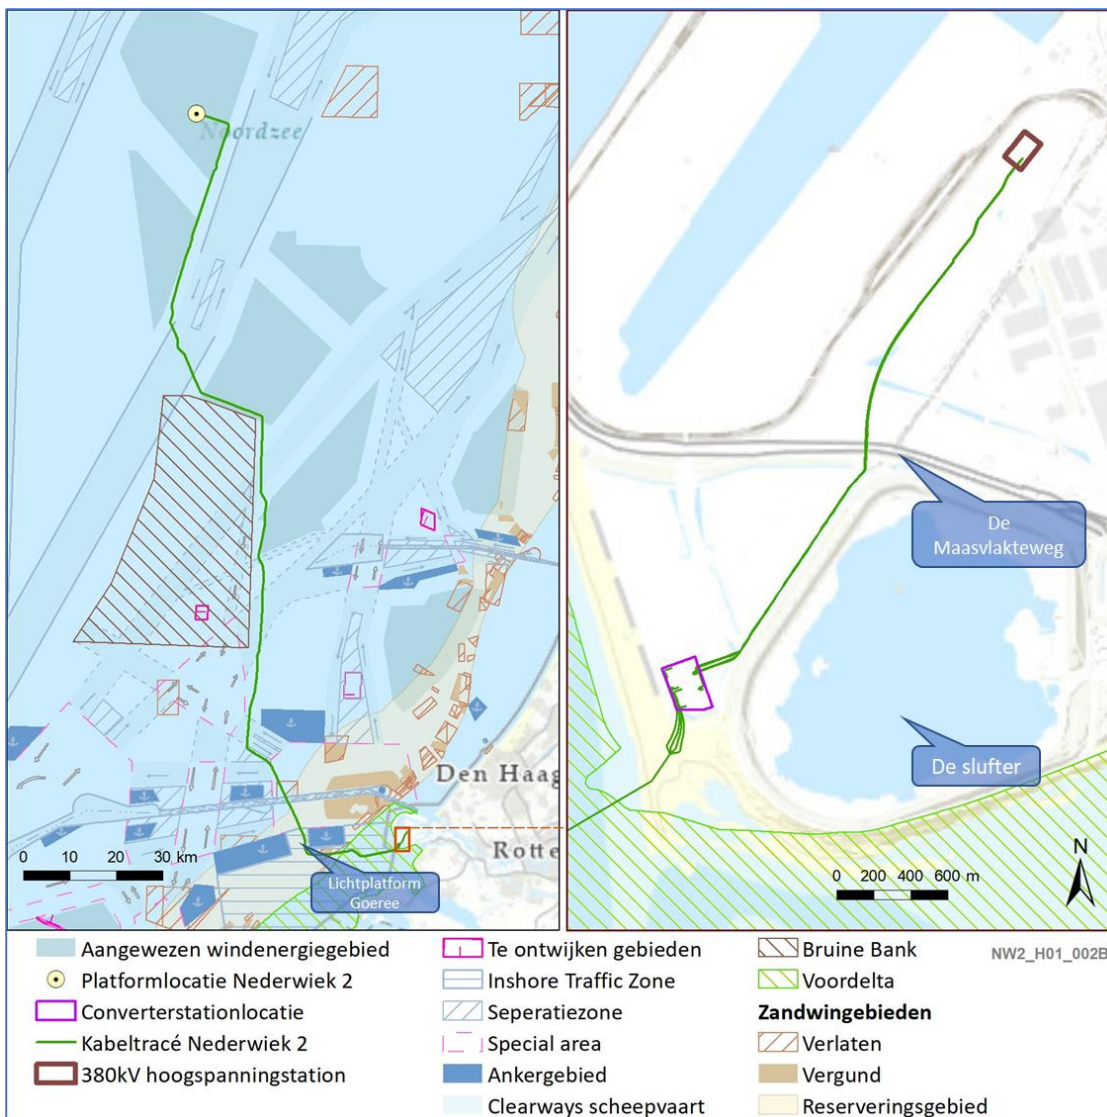 Noordzee
De
Maasvlakteweg
De slufter
Den Haag
Rotte
Lichtplatform
Goeree
0 10 20 30 km
0 200 400 600 m
N
Aangewezen windenergiegebied
Platformlocatie Nederwiek 2
Converterstationlocatie
Kabeltracé Nederwiek 2
380kV hoogspanningstation
Te ontwijken gebieden
Inshore Traffic Zone
Seperatiezone
Special area
Ankergebied
Clearways scheepvaart
Bruine Bank
Voordelta
Zandwingebieden
Verlaten
Vergund
Reserveringsgebied
NW2_H01_002B